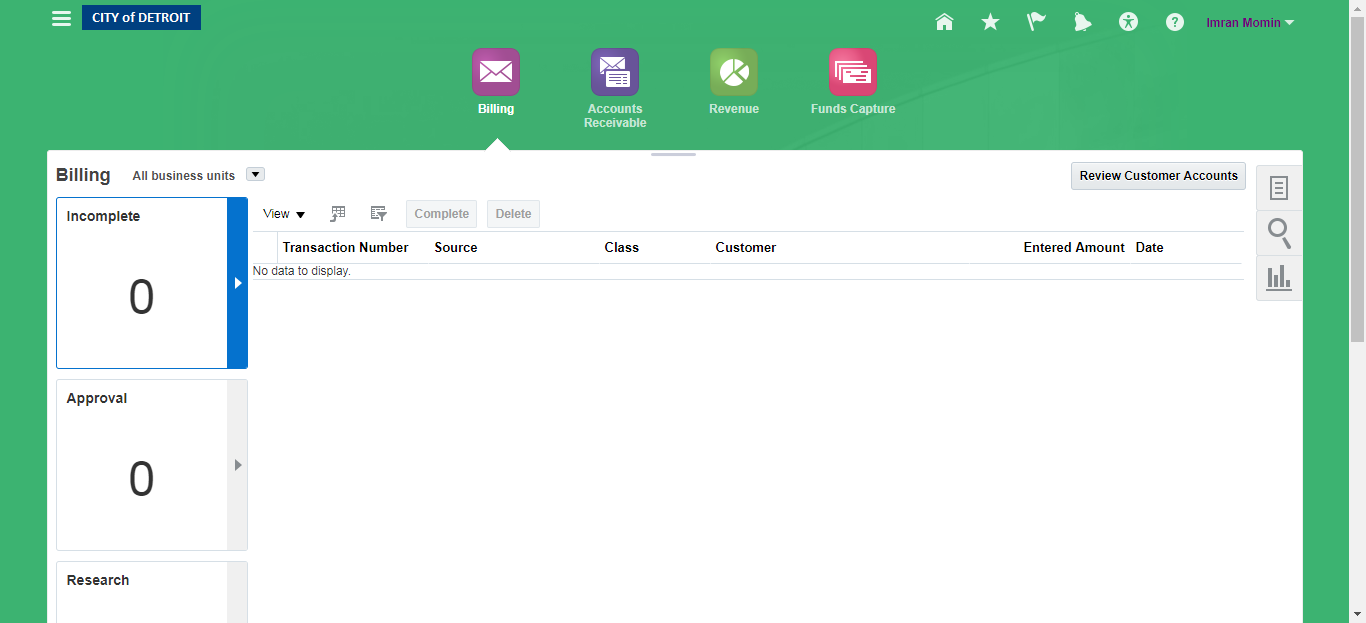 CITY of DETROIT
Imran Momin
Billing
Accounts
Receivable
Revenue
Funds Capture
Billing
All business units
Review Customer Accounts
Incomplete
0
View
Complete
Delete
Transaction Number Source Class Customer Entered Amount Date
No data to display.
Approval
0
Research